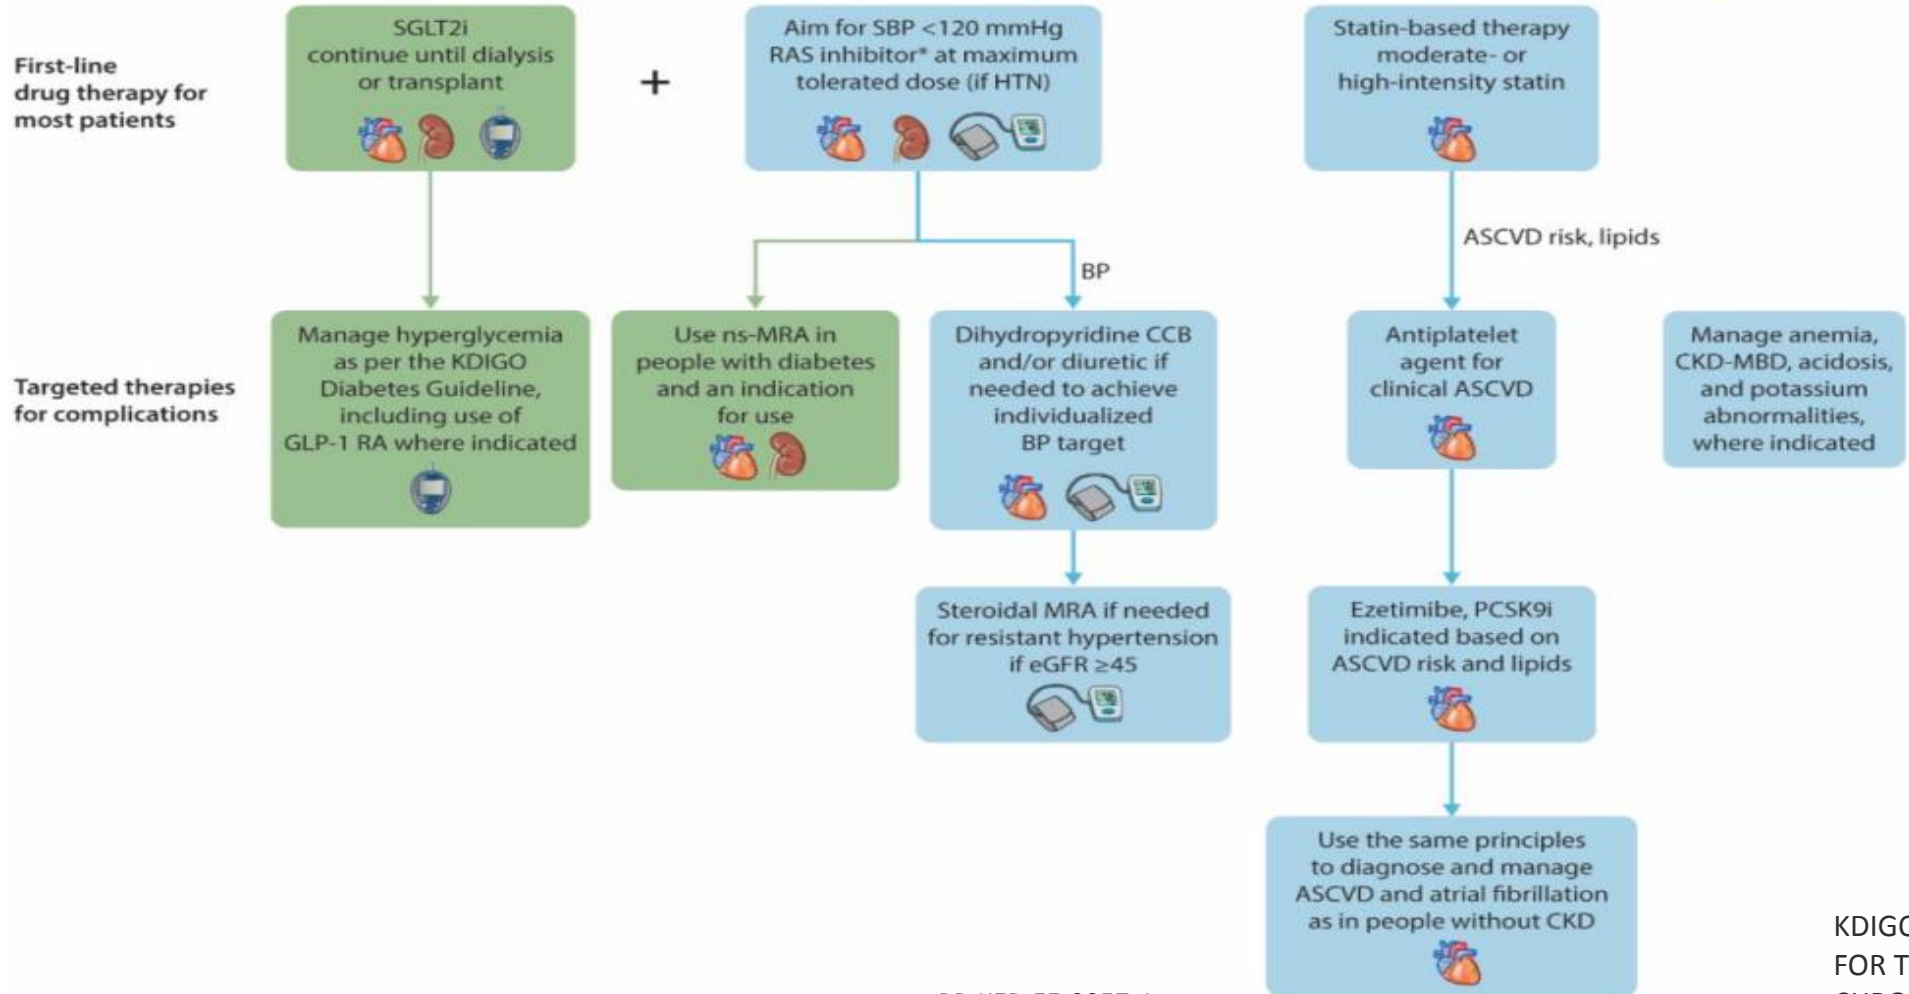 First-line
drug therapy for
most patients
SGLT2i
continue until dialysis
or transplant
+
Aim for SBP <120 mmHg
RAS inhibitor* at maximum
tolerated dose (if HTN)
Statin-based therapy
moderate- or
high-intensity statin
ASCVD risk, lipids
BP
Targeted therapies
for complications
Manage hyperglycemia
as per the KDIGO
Diabetes Guideline,
including use of
GLP-1 RA where indicated
Use ns-MRA in
people with diabetes
and an indication
for use
Dihydropyridine CCB
and/or diuretic if
needed to achieve
individualized
BP target
Antiplatelet
agent for
clinical ASCVD
Manage anemia,
CKD-MBD, acidosis,
and potassium
abnormalities,
where indicated
Steroidal MRA if needed
for resistant hypertension
if eGFR ≥45
Ezetimibe, PCSK9i
indicated based on
ASCVD risk and lipids
Use the same principles
to diagnose and manage
ASCVD and atrial fibrillation
as in people without CKD
KDIGO
FOR T